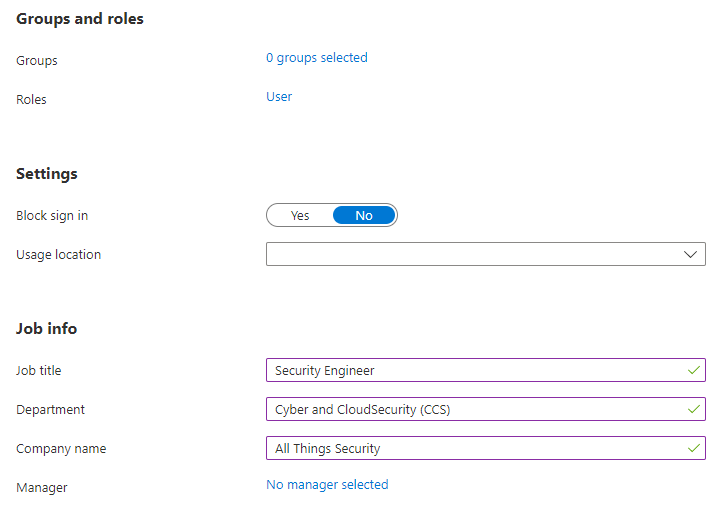 Groups and roles
Groups 0 groups selected
Roles User
Settings
Block sign in Yes No
Usage location
Job info
Job title Security Engineer
Department Cyber and CloudSecurity (CCS)
Company name All Things Security
Manager No manager selected